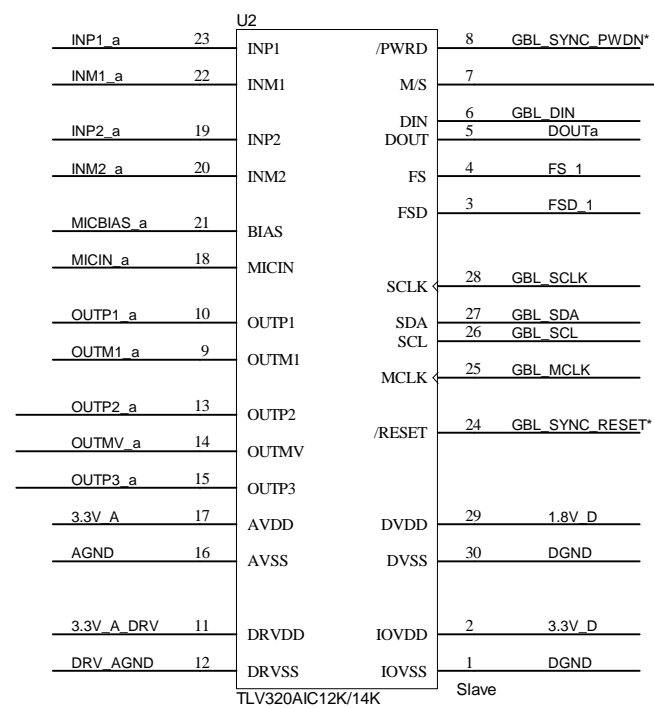 U2
INP1_a 23 INP1 /PWRD 8 GBL_SYNC_PWDN*
INM1_a 22 INM1 M/S 7
DIN 6 GBL_DIN
INP2_a 19 INP2 DOUT 5 DOUTa
INM2_a 20 INM2 FS 4 FS_1
FSD 3 FSD_1
MICBIAS_a 21 BIAS
MICIN_a 18 MICIN
SCLK 28 GBL_SCLK
OUTP1_a 10 OUTP1 SDA 27 GBL_SDA
SCL 26 GBL_SCL
OUTM1_a 9 OUTM1
MCLK 25 GBL_MCLK
OUTP2_a 13 OUTP2
/RESET 24 GBL_SYNC_RESET*
OUTMV_a 14 OUTMV
OUTP3_a 15 OUTP3
3.3V_A 17 AVDD DVDD 29 1.8V_D
AGND 16 AVSS DVSS 30 DGND
3.3V_A_DRV 11 DRVDD IOVDD 2 3.3V_D
DRV_AGND 12 DRVSS IOVSS 1 DGND
Slave
TLV320AIC12K/14K